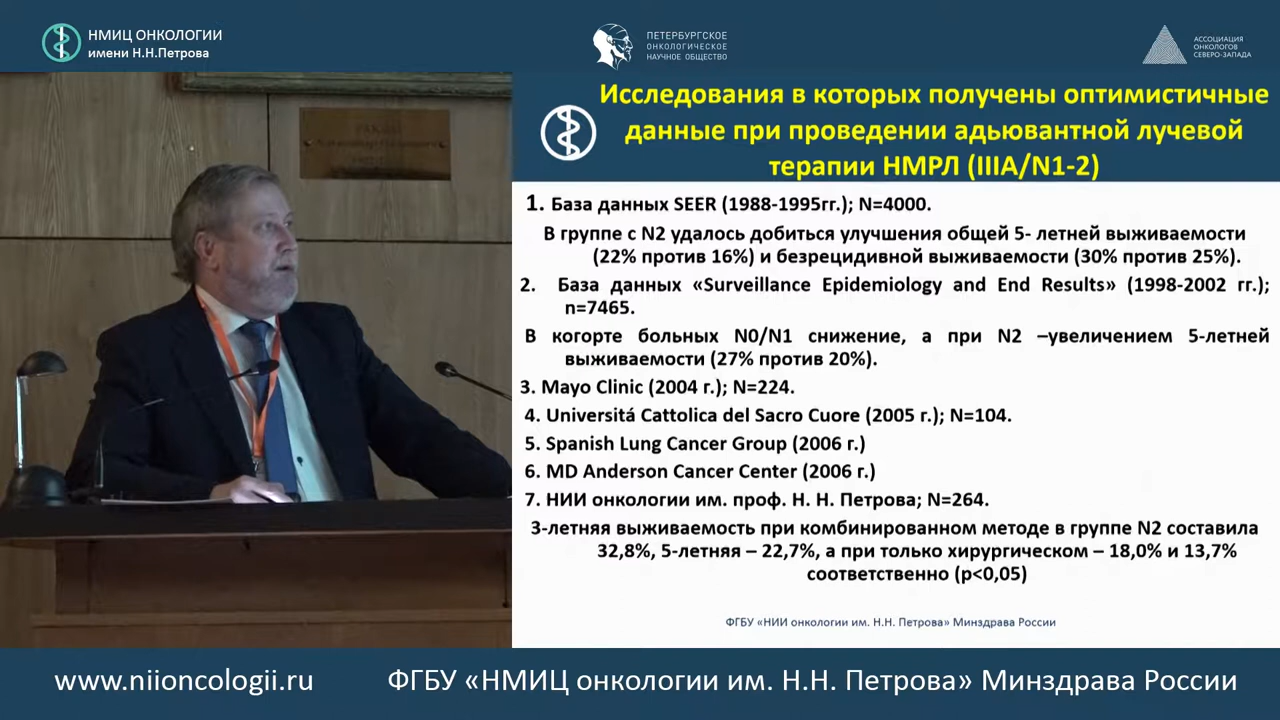 НМИЦ ОНКОЛОГИИ
имени Н.Н.Петрова
ПЕТЕРБУРГСКОЕ
ОНКОЛОГИЧЕСКОЕ
НАУЧНОЕ ОБЩЕСТВО
АССОЦИАЦИЯ
ОНКОЛОГОВ
СЕВЕРО-ЗАПАДА
Исследования в которых получены оптимистичные
данные при проведении адьювантной лучевой
терапии НМРЛ (IIIA/N1-2)
1. База данных SEER (1988-1995гг.); N=4000.
В группе с N2 удалось добиться улучшения общей 5- летней выживаемости
(22% против 16%) и безрецидивной выживаемости (30% против 25%).
2. База данных «Surveillance Epidemiology and End Results» (1998-2002 гг.);
n=7465.
В когорте больных N0/N1 снижение, а при N2 –увеличением 5-летней
выживаемости (27% против 20%).
3. Mayo Clinic (2004 г.); N=224.
4. Universitá Cattolica del Sacro Cuore (2005 г.); N=104.
5. Spanish Lung Cancer Group (2006 г.)
6. MD Anderson Cancer Center (2006 г.)
7. НИИ онкологии им. проф. Н. Н. Петрова; N=264.
3-летняя выживаемость при комбинированном методе в группе N2 составила
32,8%, 5-летняя – 22,7%, а при только хирургическом – 18,0% и 13,7%
соответственно (p<0,05)
ФГБУ «НИИ онкологии им. Н.Н. Петрова» Минздрава России
www.niioncologii.ru
ФГБУ «НМИЦ онкологии им. Н.Н. Петрова» Минздрава России